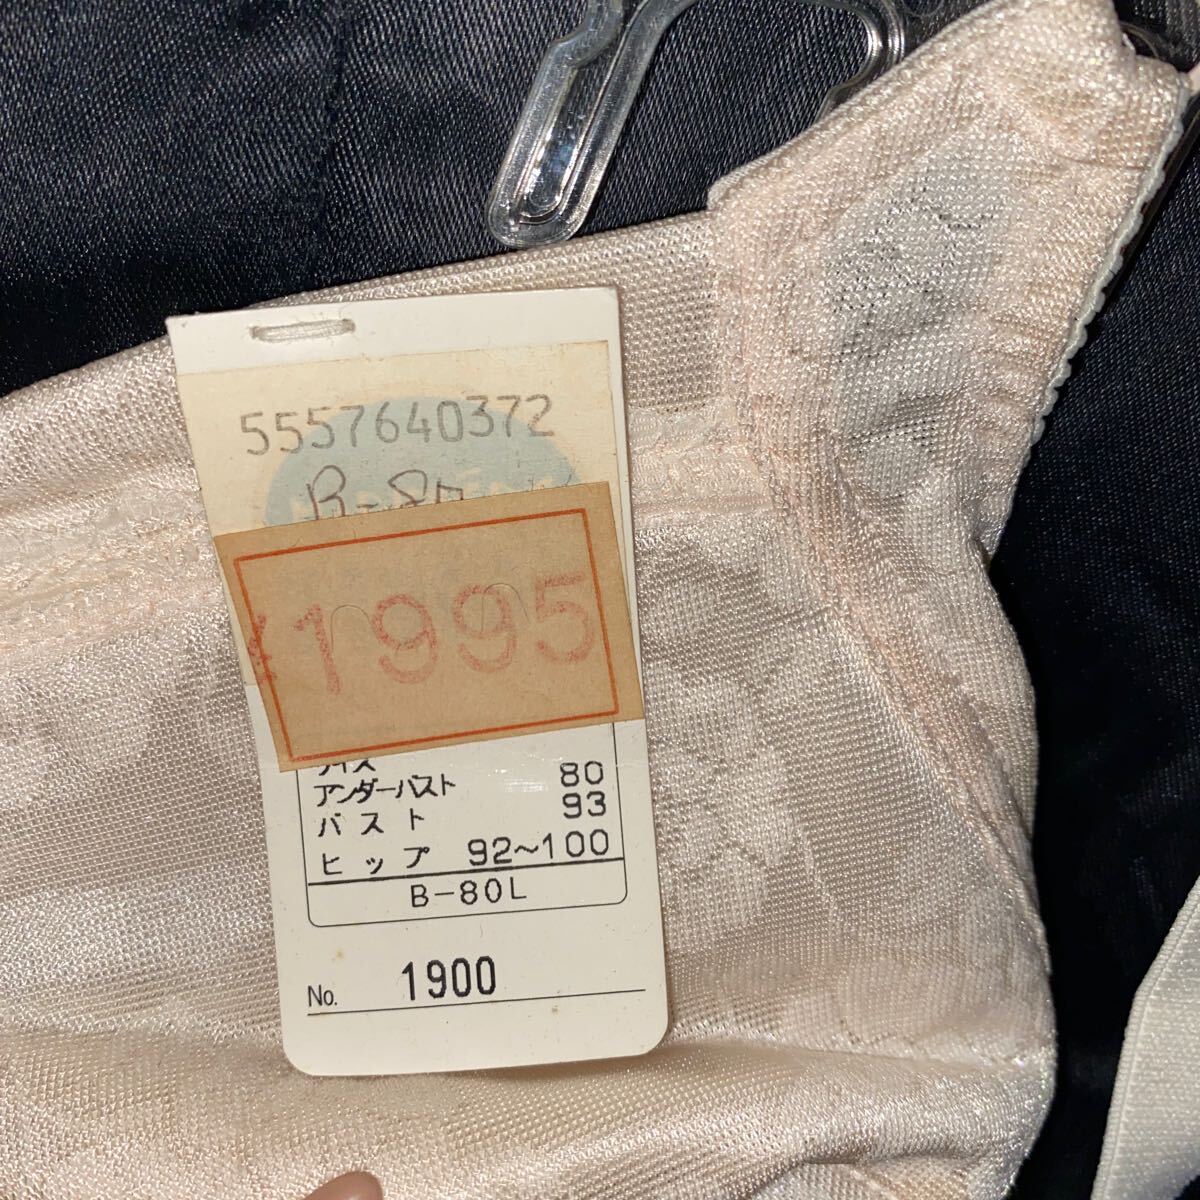 5557640372
B-80
¥1995
サイズ
アンダーバスト 80
バスト 93
ヒップ 92~100
B-80L
No. 1900